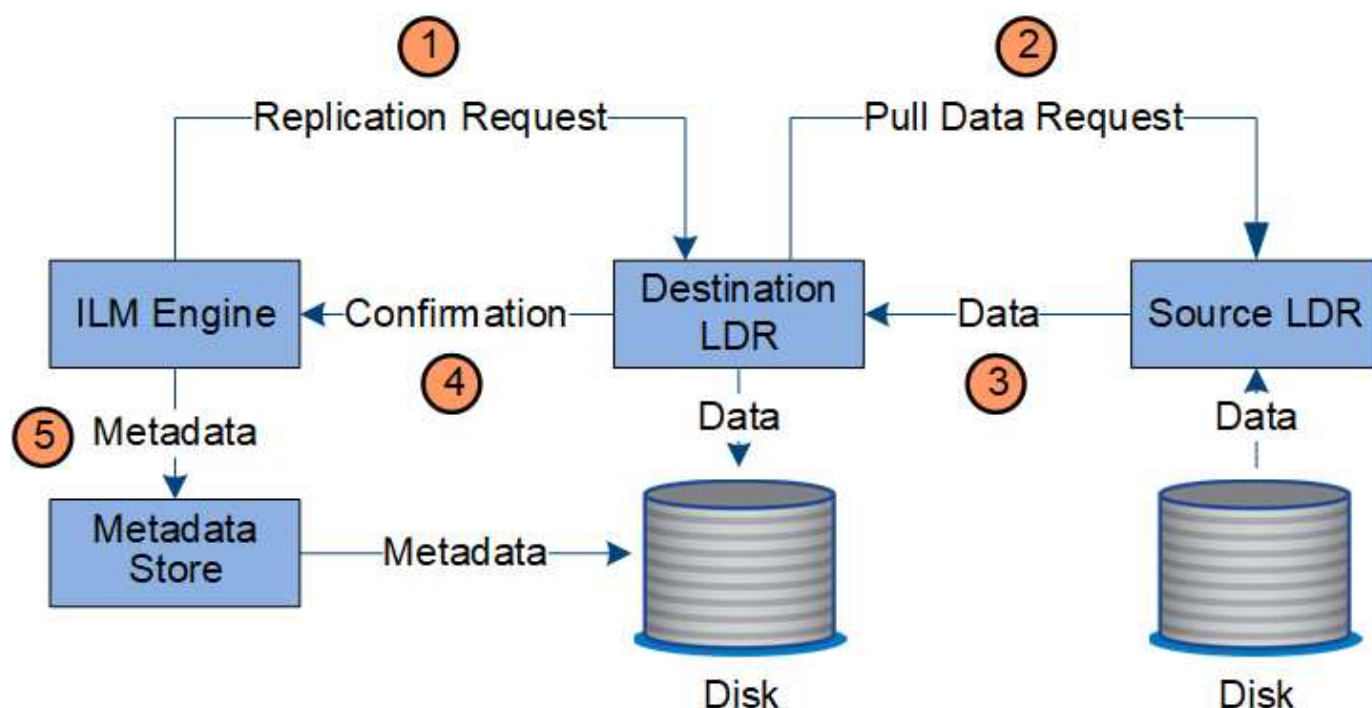 1
2
Replication Request
Pull Data Request
ILM Engine
Confirmation
Destination
LDR
Data
Source LDR
4
3
5
Metadata
Data
Data
Metadata
Store
Metadata
Disk
Disk